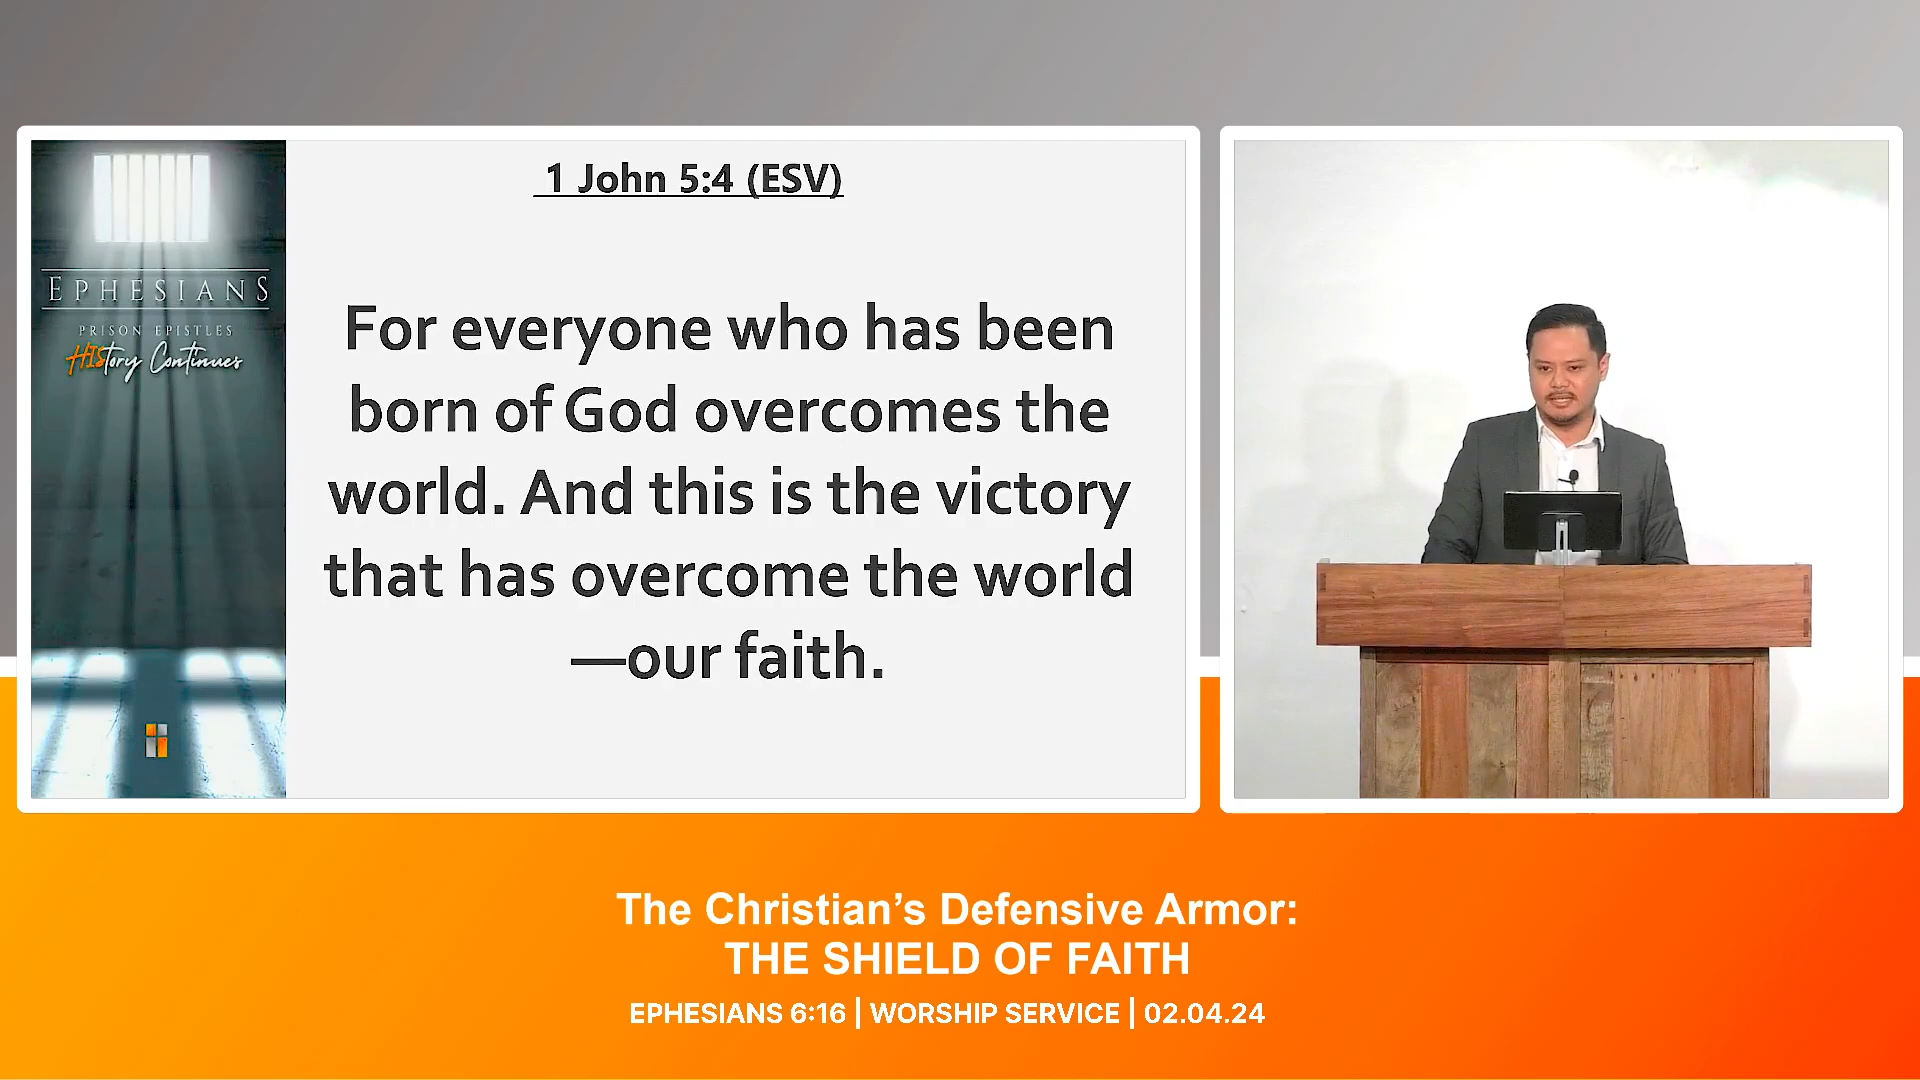 1 John 5:4 (ESV)
EPHESIANS
PRISON EPISTLES
HIStory Continues
For everyone who has been
born of God overcomes the
world. And this is the victory
that has overcome the world
—our faith.
The Christian’s Defensive Armor:
THE SHIELD OF FAITH
EPHESIANS 6:16 | WORSHIP SERVICE | 02.04.24